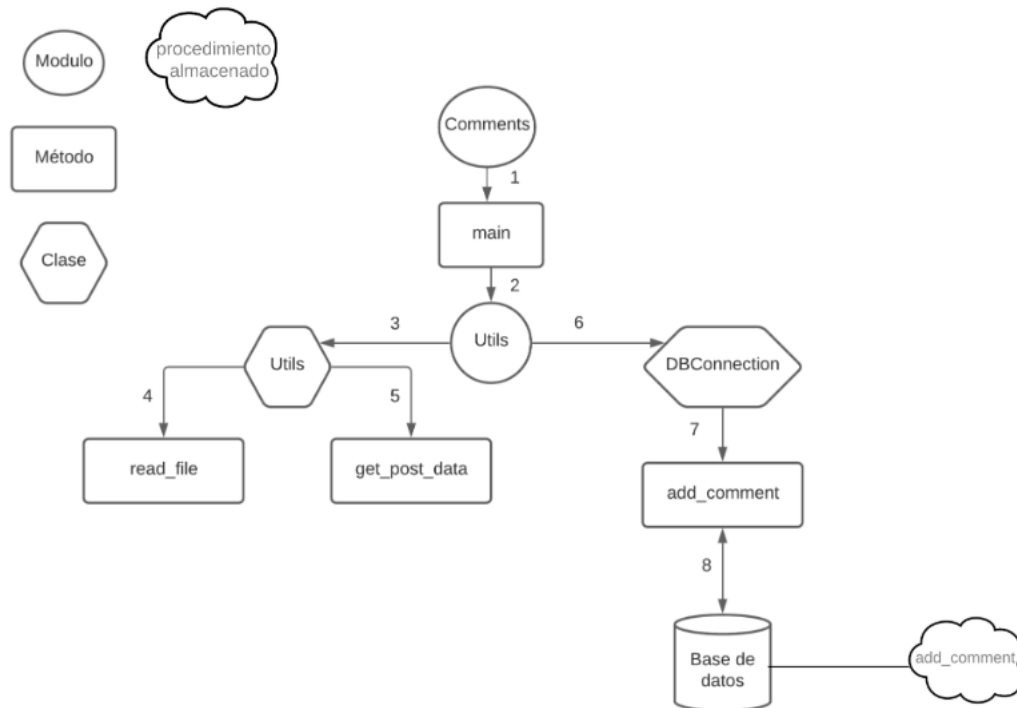 Modulo
procedimiento
almacenado
Comments
1
Método
main
2
Clase
3
Utils
6
Utils
DBConnection
4
5
7
read_file
get_post_data
add_comment
8
Base de
datos
add_comment